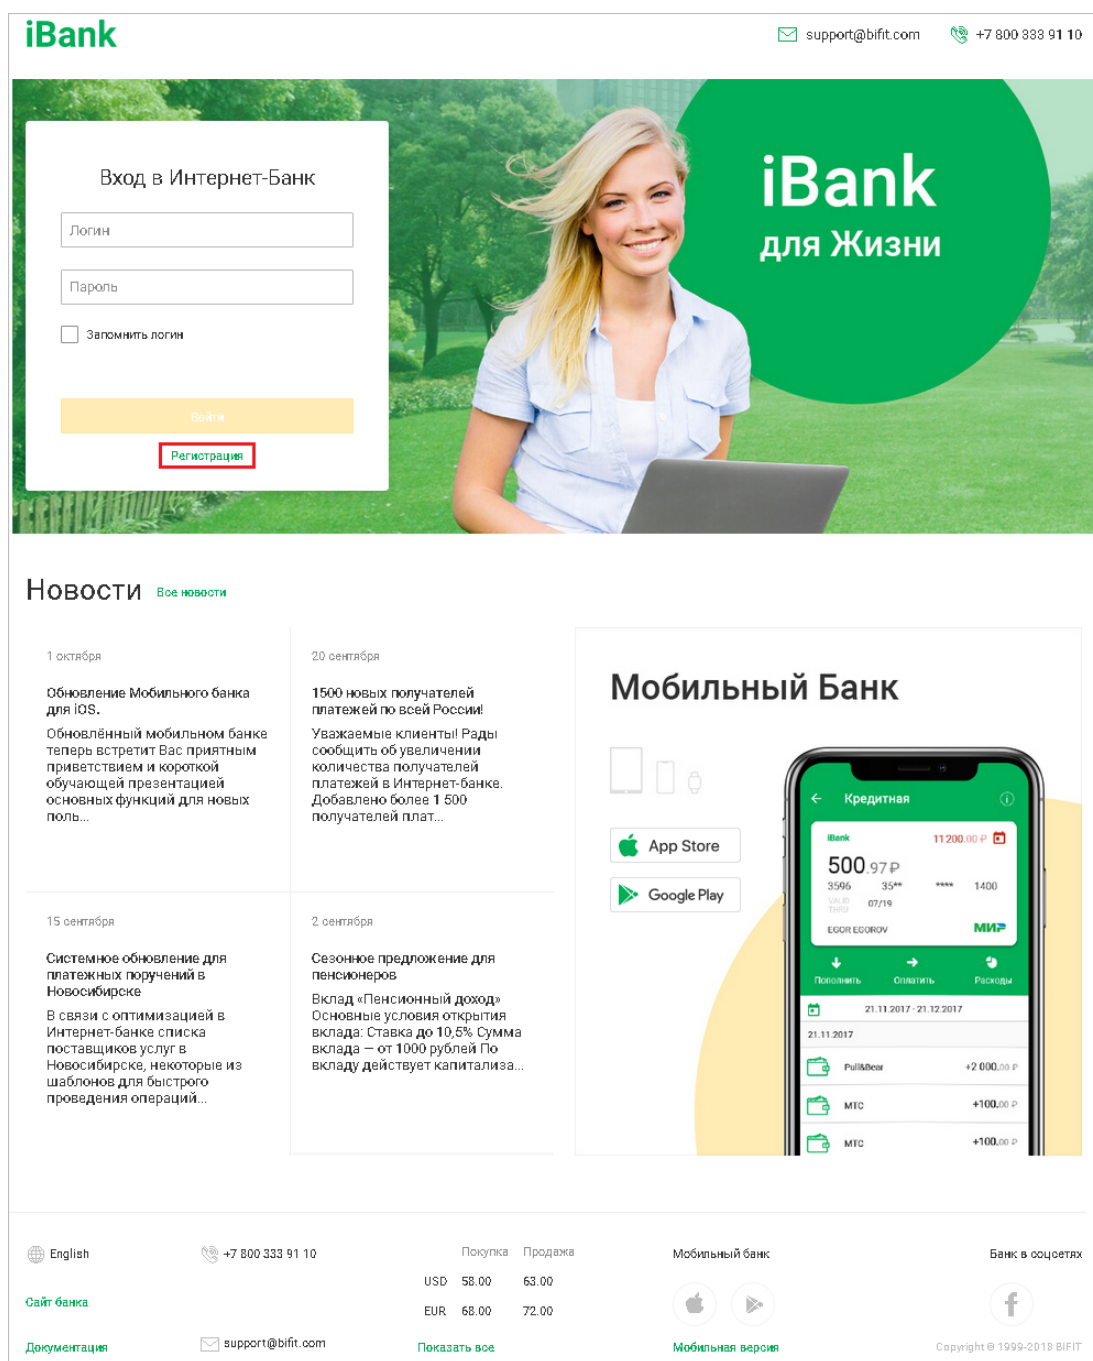 iBank
support@bifit.com
+7 800 333 91 10
Вход в Интернет-Банк
Логин
Пароль
Запомнить логин
Войти
Регистрация
iBank
для Жизни
Новости
Все новости
1 октября
Обновление Мобильного банка
для iOS.
Обновлённый мобильном банке
теперь встретит Вас приятным
приветствием и короткой
обучающей презентацией
основных функций для новых
поль...
20 сентября
1500 новых получателей
платежей по всей России!
Уважаемые клиенты! Рады
сообщить об увеличении
количества получателей
платежей в Интернет-банке.
Добавлено более 1 500
получателей плат...
15 сентября
Системное обновление для
платежных поручений в
Новосибирске
В связи с оптимизацией в
Интернет-банке списка
поставщиков услуг в
Новосибирске, некоторые из
шаблонов для быстрого
проведения операций...
2 сентября
Сезонное предложение для
пенсионеров
Вклад «Пенсионный доход»
Основные условия открытия
вклада: Ставка до 10,5% Сумма
вклада — от 1000 рублей По
вкладу действует капитализа...
Мобильный Банк
App Store
Google Play
Кредитная
iBank
11 200.00 ₽
500.97 ₽
3596 35** **** 1400
VALID
THRU
07/19
EGOR EGOROV
МИР
Пополнить
Оплатить
Расходы
21.11.2017 - 21.12.2017
21.11.2017
Pull&Bear +2 000.00 ₽
МТС +100.00 ₽
МТС +100.00 ₽
English
Сайт банка
Документация
+7 800 333 91 10
support@bifit.com
Покупка Продажа
USD 58.00 63.00
EUR 68.00 72.00
Показать все
Мобильный банк
Мобильная версия
Банк в соцсетях
Copyright © 1999-2018 BIFIT